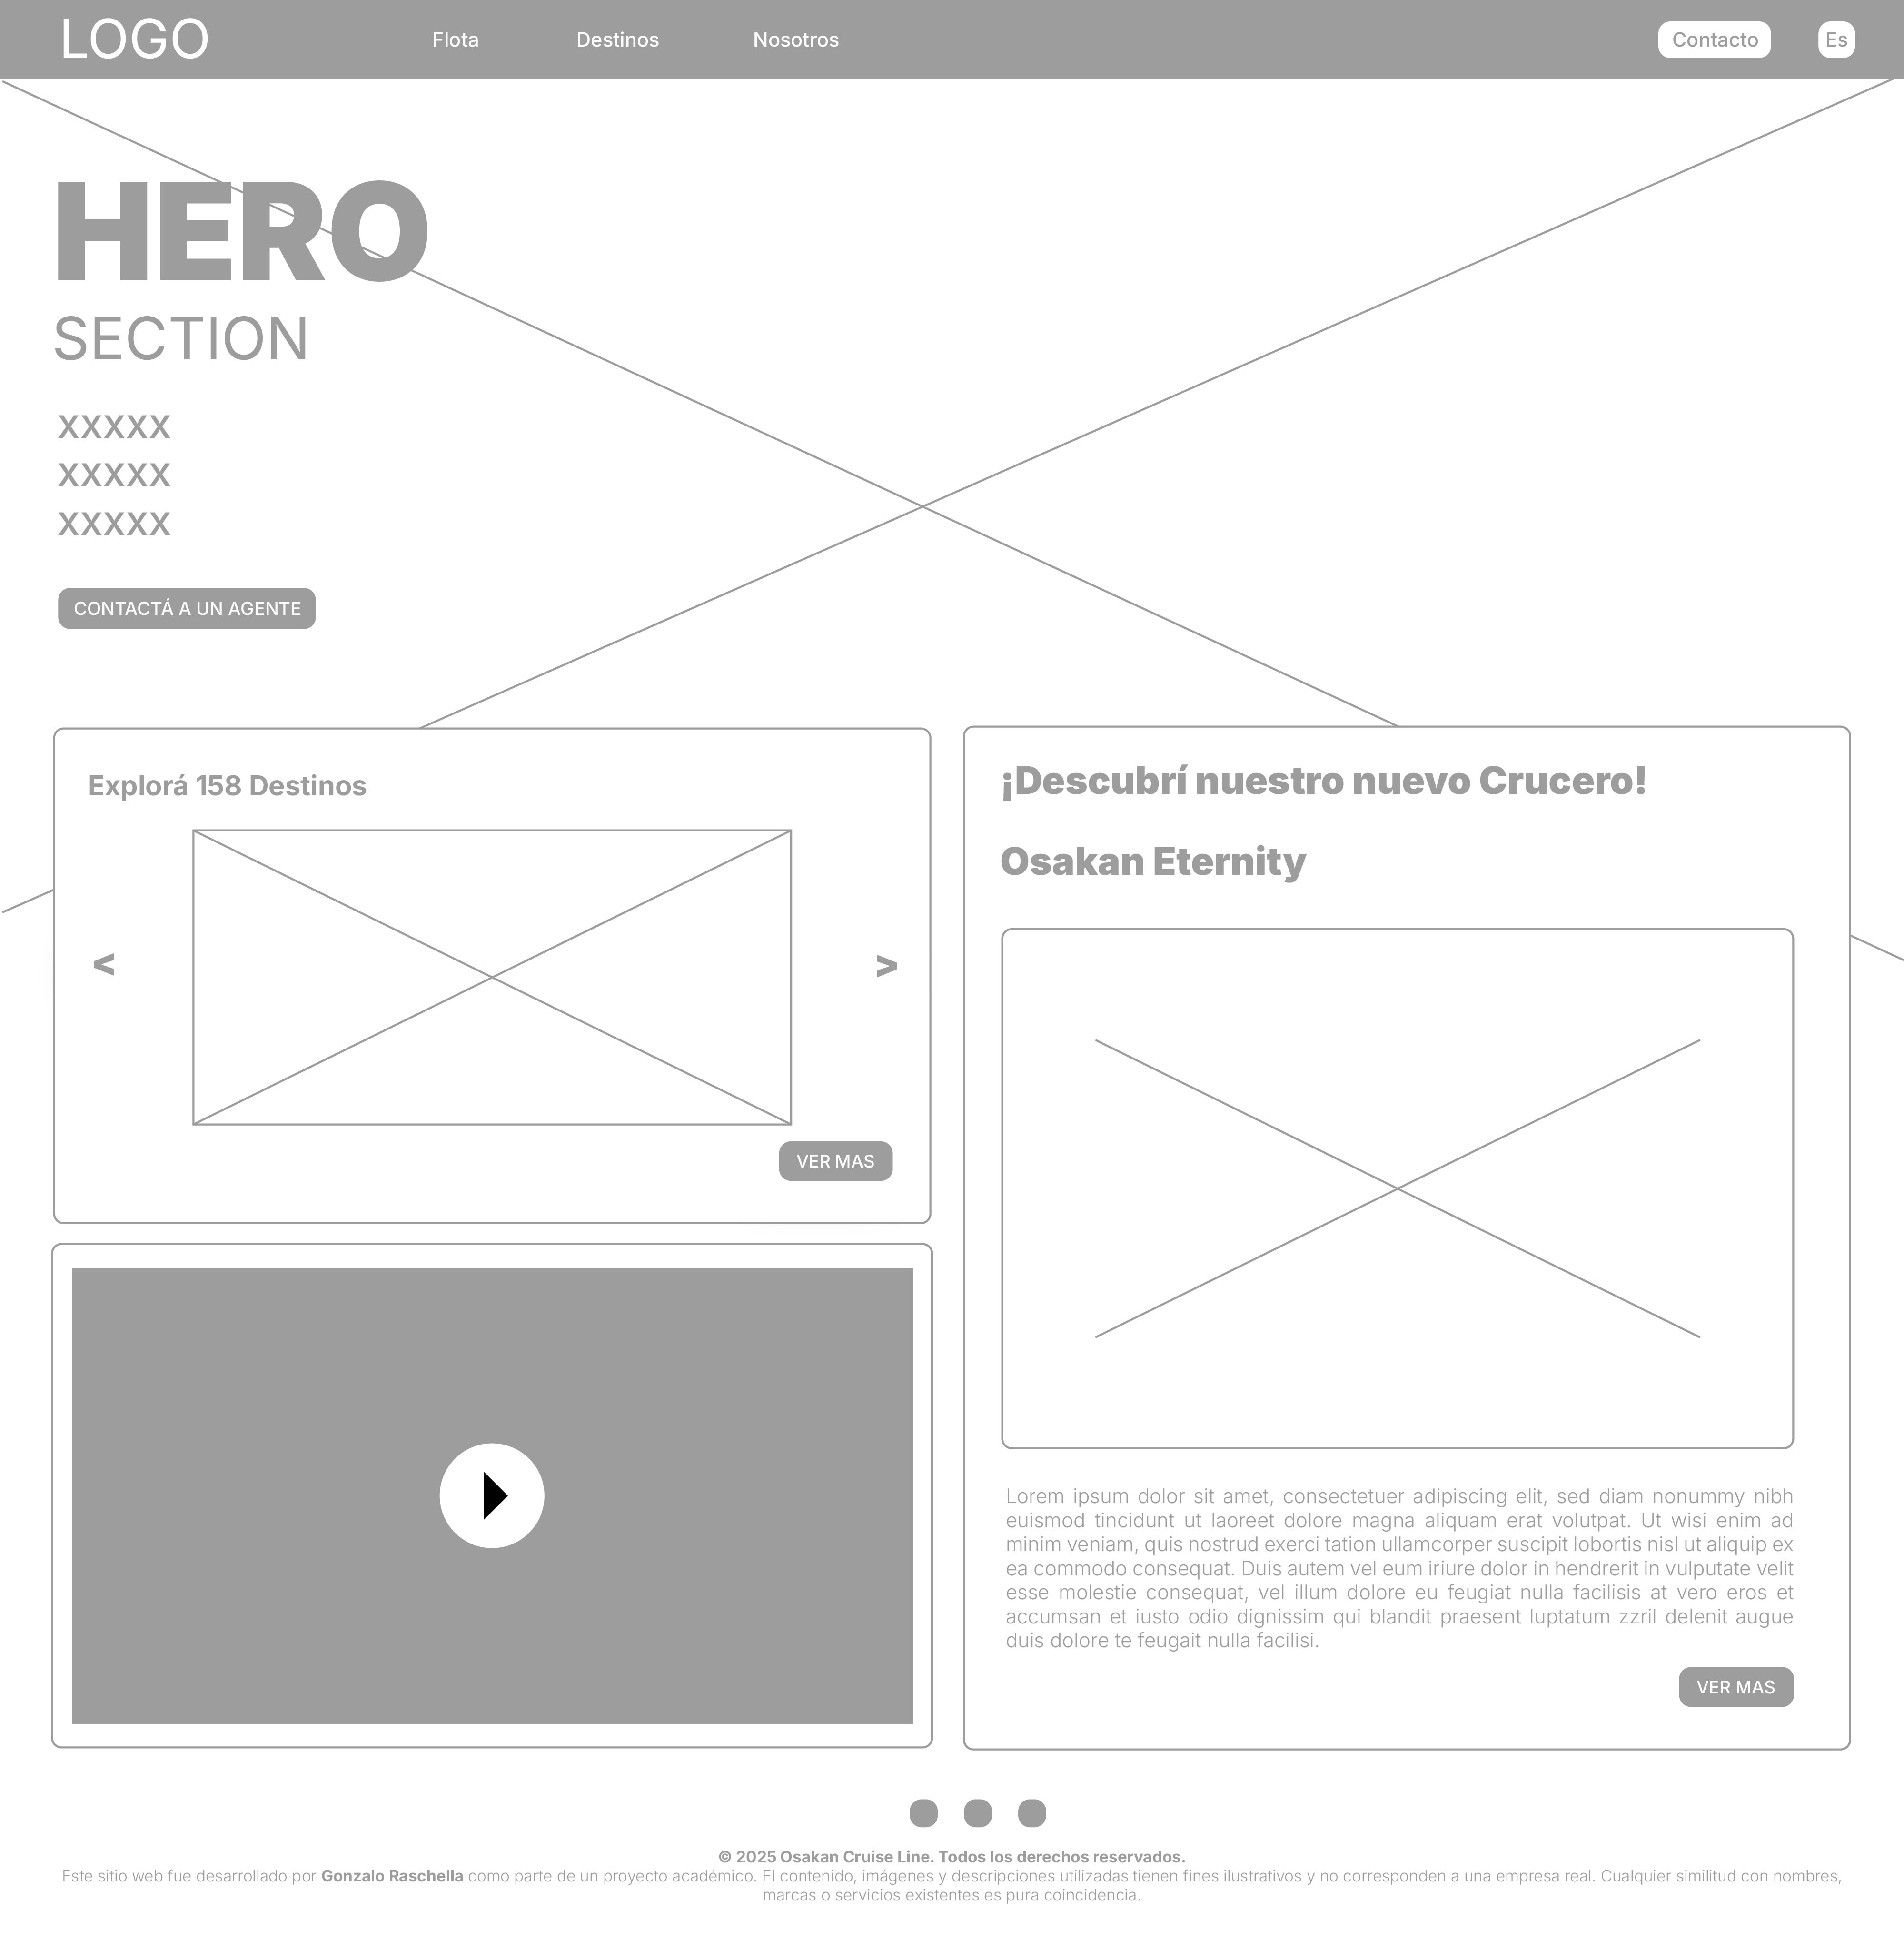 LOGO
Flota
Destinos
Nosotros
Contacto
Es
HERO
SECTION
xxxxx
xxxxx
xxxxx
CONTACTÁ A UN AGENTE
Explorá 158 Destinos
<
>
VER MAS
¡Descubrí nuestro nuevo Crucero!
Osakan Eternity
Lorem ipsum dolor sit amet, consectetuer adipiscing elit, sed diam nonummy nibh
euismod tincidunt ut laoreet dolore magna aliquam erat volutpat. Ut wisi enim ad
minim veniam, quis nostrud exerci tation ullamcorper suscipit lobortis nisl ut aliquip ex
ea commodo consequat. Duis autem vel eum iriure dolor in hendrerit in vulputate velit
esse molestie consequat, vel illum dolore eu feugiat nulla facilisis at vero eros et
accumsan et iusto odio dignissim qui blandit praesent luptatum zzril delenit augue
duis dolore te feugait nulla facilisi.
VER MAS
© 2025 Osakan Cruise Line. Todos los derechos reservados.
Este sitio web fue desarrollado por Gonzalo Raschella como parte de un proyecto académico. El contenido, imágenes y descripciones utilizadas tienen fines ilustrativos y no corresponden a una empresa real. Cualquier similitud con nombres,
marcas o servicios existentes es pura coincidencia.